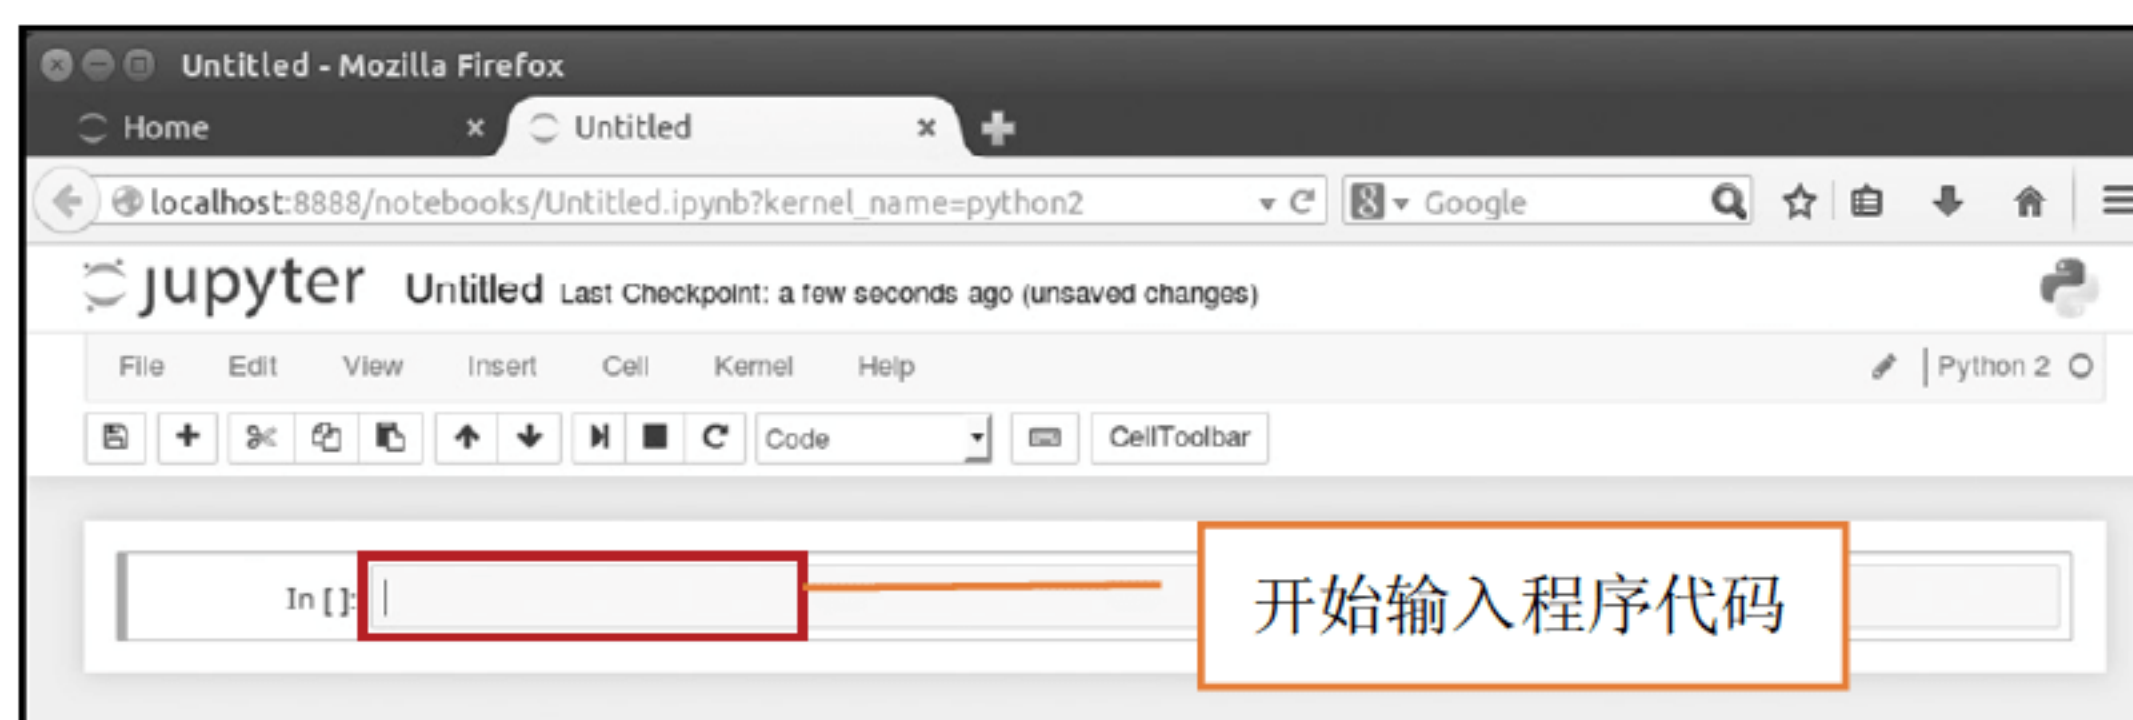 Untitled - Mozilla Firefox
Home Untitled
localhost:8888/notebooks/Untitled.ipynb?kernel_name=python2 Google
jupyter Untitled Last Checkpoint: a few seconds ago (unsaved changes)
File Edit View Insert Cell Kernel Help Python 2
Code CellToolbar
In [ ]: 开始输入程序代码